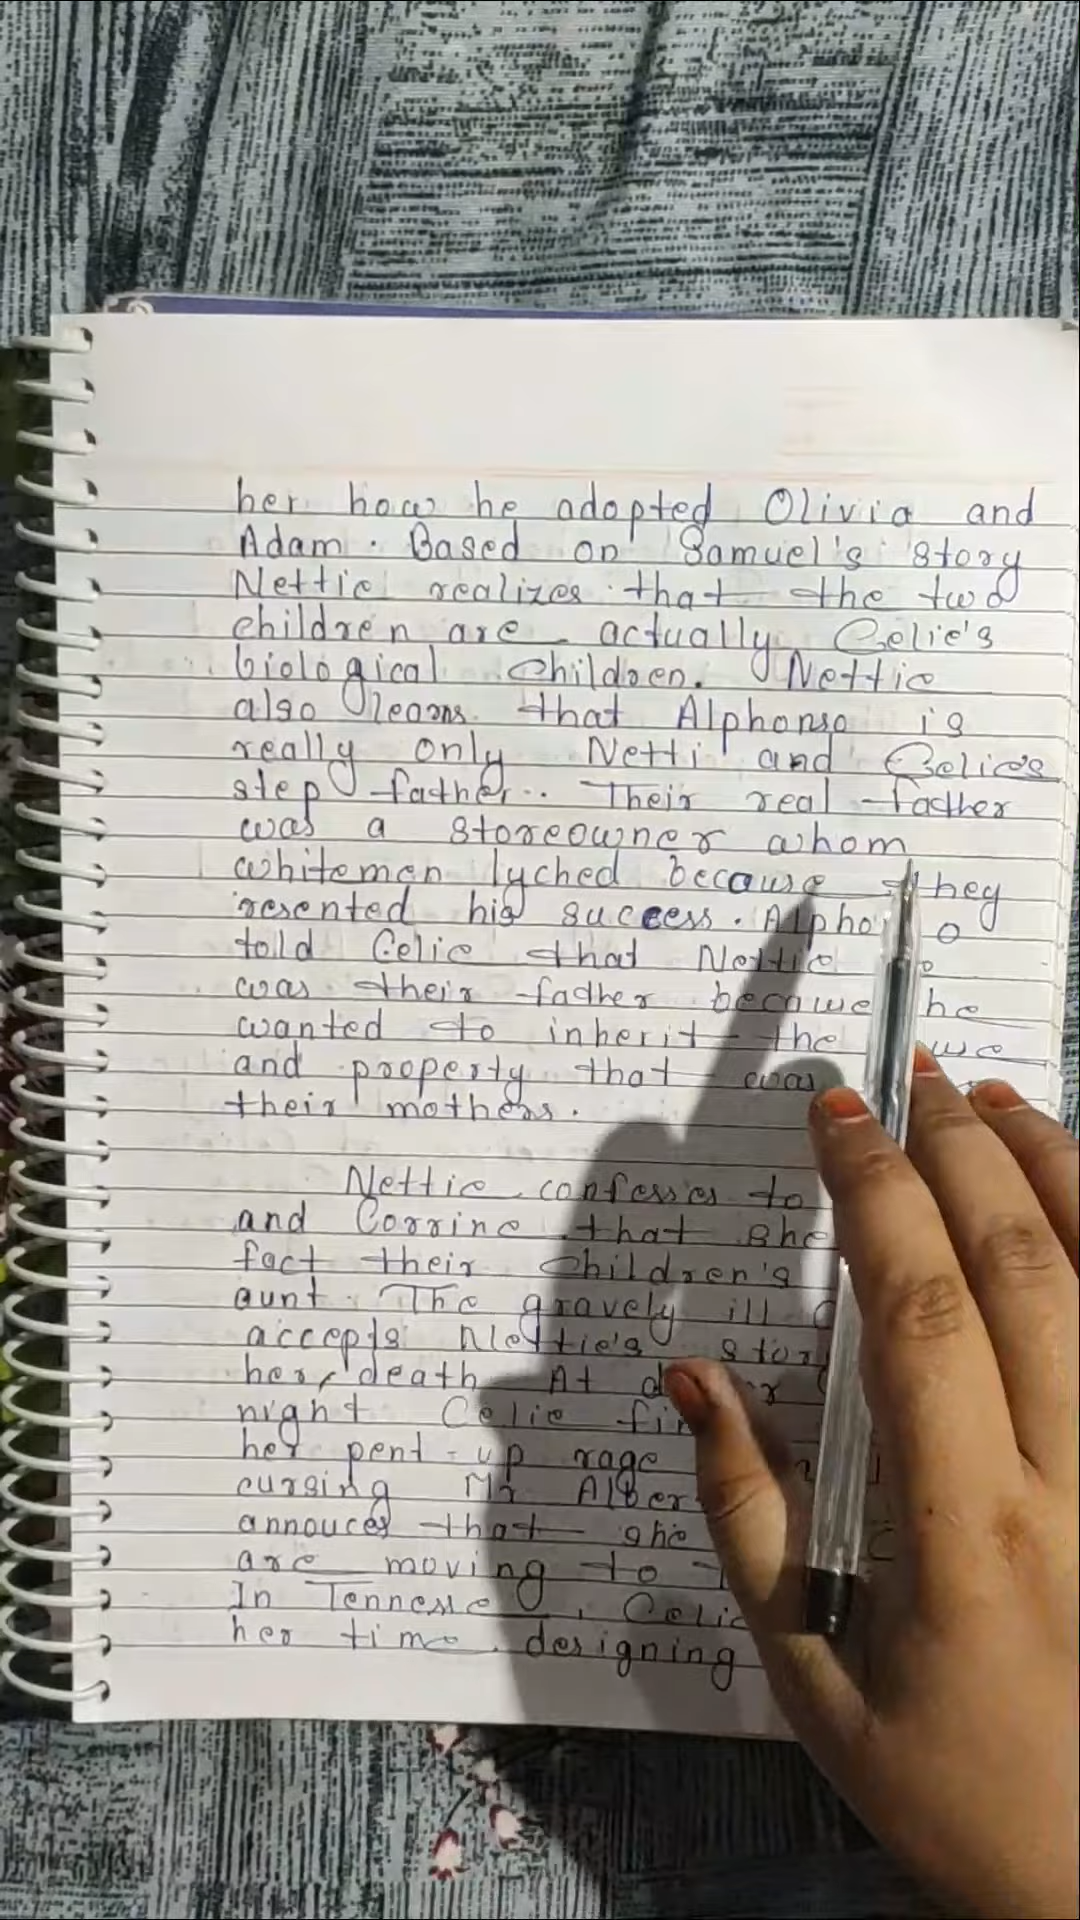 her how he adopted Olivia and
Adam. Based on Samuel's story
Nettie realizes that the two
children are actually Celie's
biological children. Nettie
also learns that Alphonso is
really only Netti and Celie's
step father.. Their real father
was a storeowner whom
whitemen lyched because they
resented his success. Alpho o
told Celie that Nettie
was their father because he
wanted to inherit the
and property that was
their mothers.
Nettie confesses to
and Corrine that she
fact their children's
aunt. The gravely ill
accepts Nettie's
her death At
night Celie
her pent-up rage
cursing Mr
annouces that she
are moving to
In Tennesse, Celie
her time designing